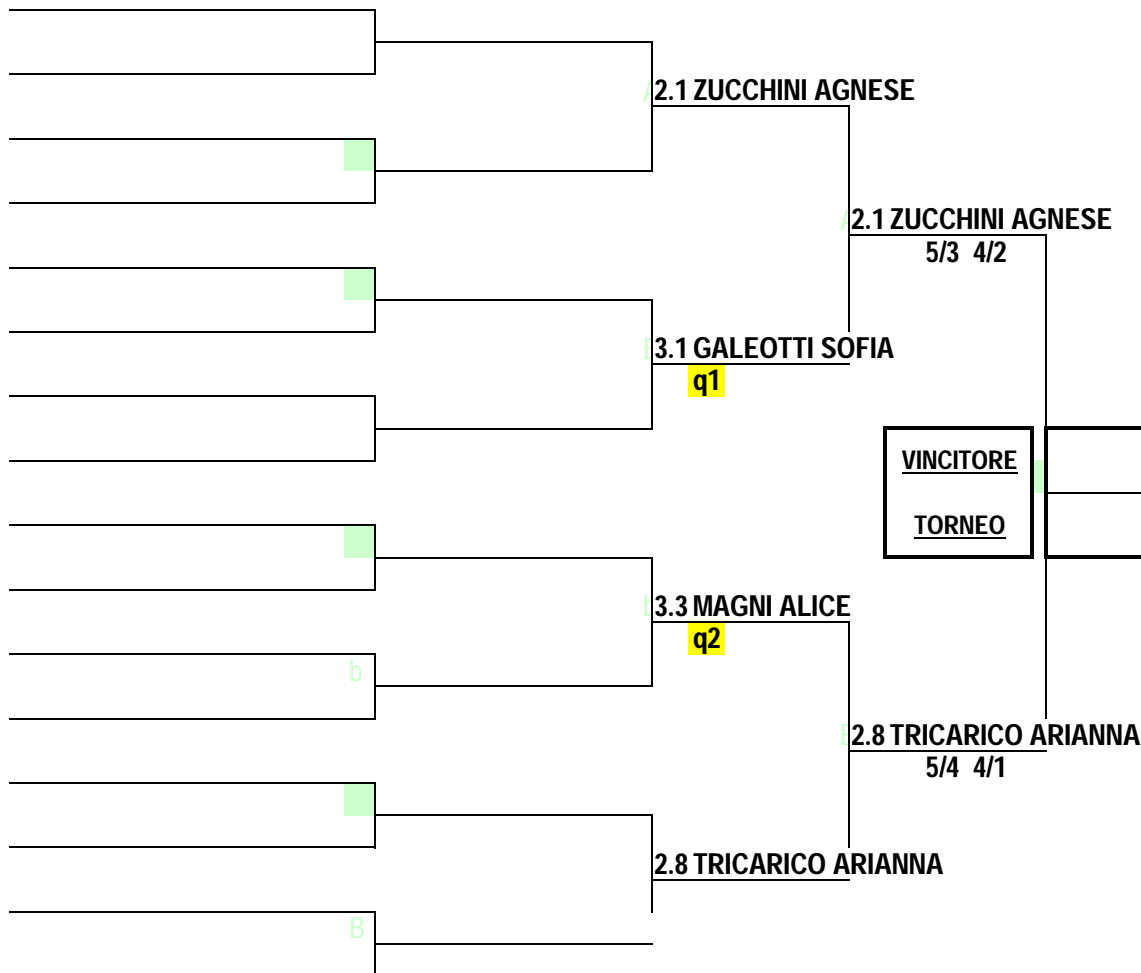 2.1 ZUCCHINI AGNESE
2.1 ZUCCHINI AGNESE
5/3 4/2
3.1 GALEOTTI SOFIA
q1
VINCITORE
TORNEO
3.3 MAGNI ALICE
q2
b
2.8 TRICARICO ARIANNA
5/4 4/1
2.8 TRICARICO ARIANNA
B